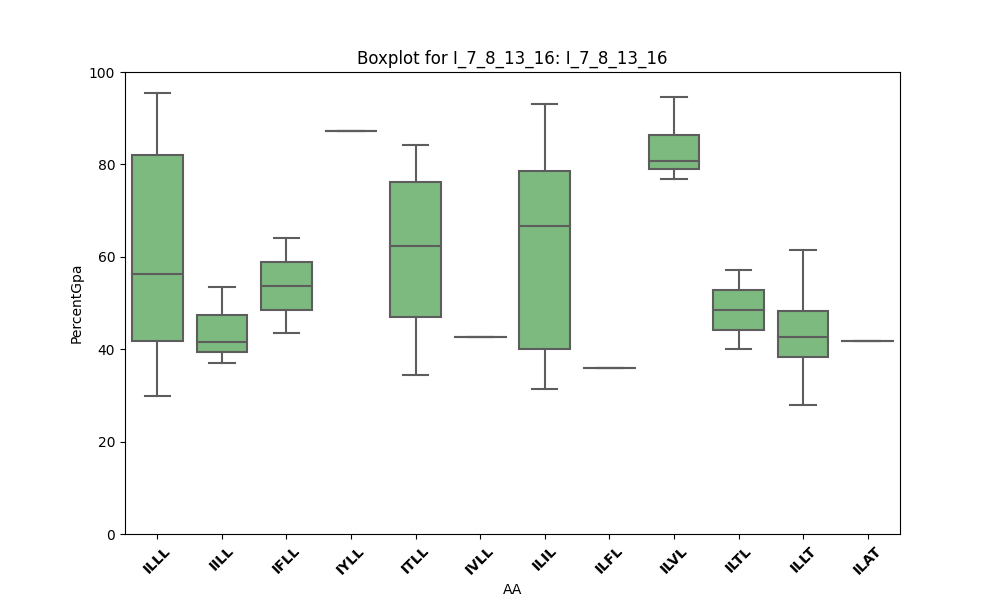 Boxplot for I_7_8_13_16: I_7_8_13_16
PercentGpa
100
80
60
40
20
0
ILLL IILL IFLL IYLL ITLL IVLL ILIL ILFL ILVL ILTL ILLT ILAT
AA